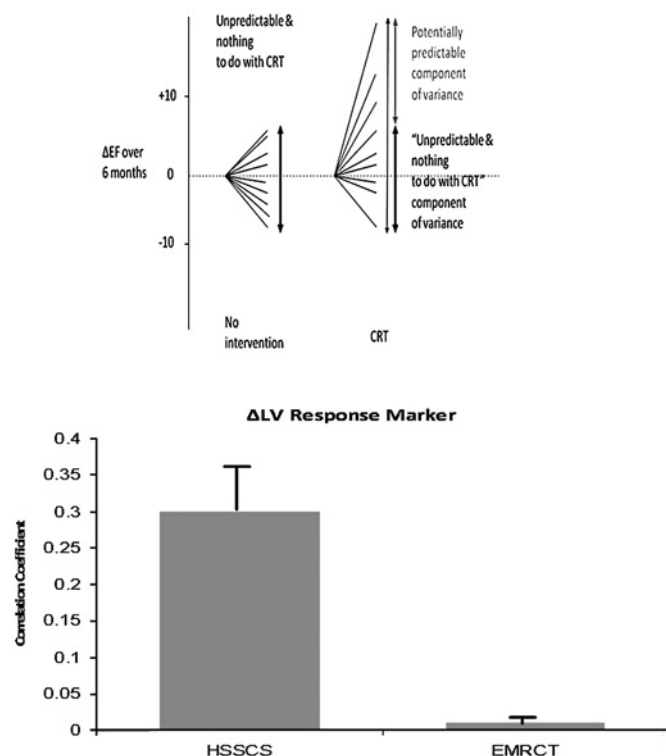 Unpredictable &
nothing
to do with CRT
Potentially
predictable
component
of variance
+10
"Unpredictable &
nothing
to do with CRT"
component
of variance
ΔEF over
6 months
0
-10
No
intervention
CRT
ΔLV Response Marker
Correlation Coefficient
0.4
0.35
0.3
0.25
0.2
0.15
0.1
0.05
0
HSSCS
EMRCT